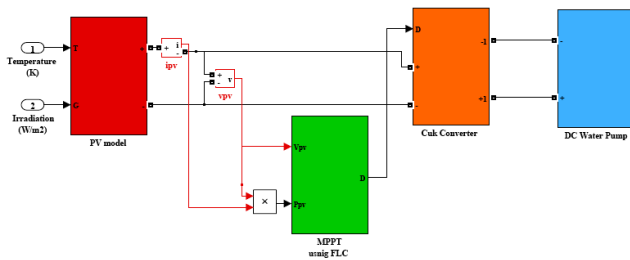 1
Temperature
(K)
2
Irradiation
(W/m2)
T
G
+
-
PV model
+
i
-
ipv
+
-
v
vpv
×
Vpv
Ppv
D
MPPT
usnig FLC
D
+
-
-1
+1
Cuk Converter
-
+
DC Water Pump